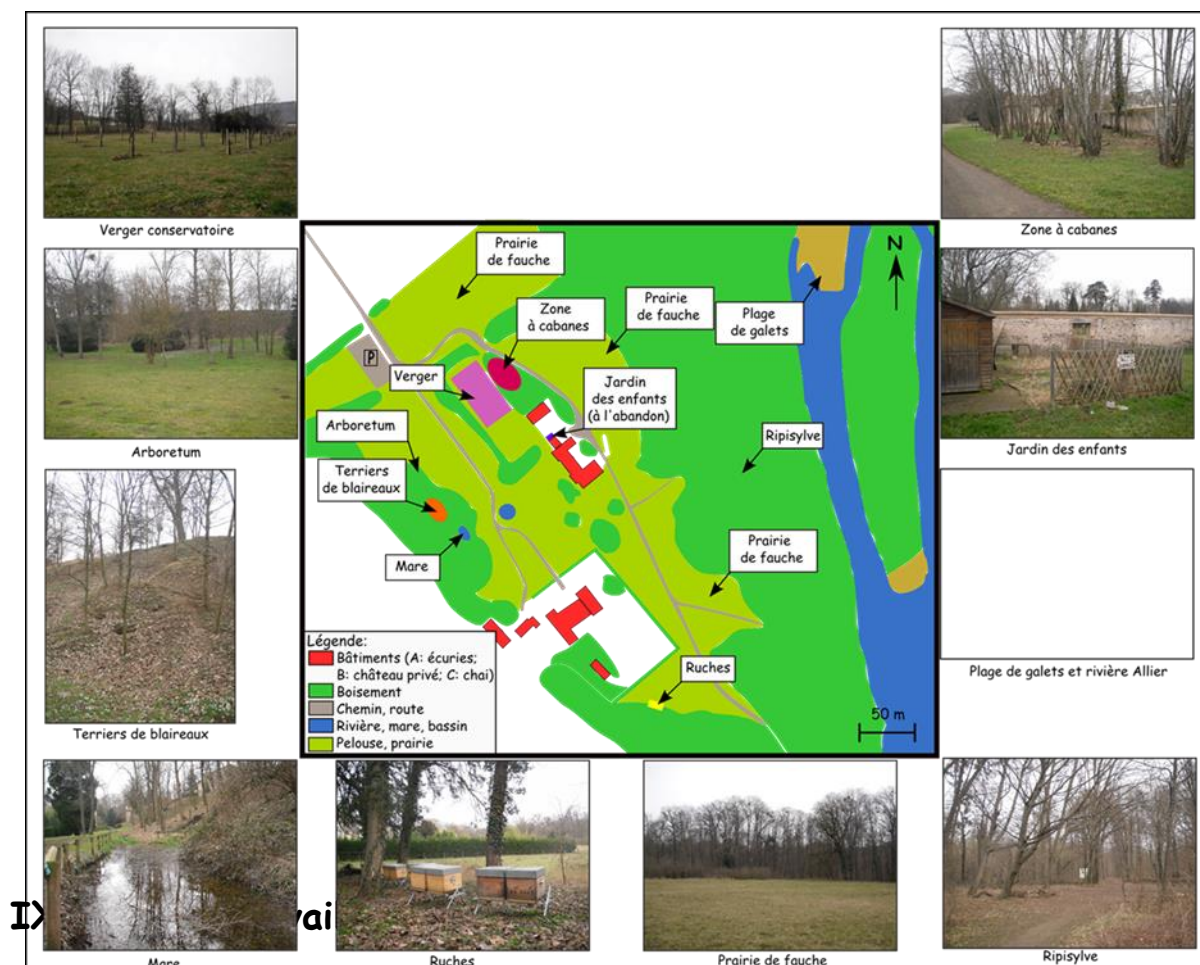 Verger conservatoire
Zone à cabanes
Arboretum
Jardin des enfants
Terriers de blaireaux
Plage de galets et rivière Allier
Prairie
de fauche
Zone
à cabanes
Prairie
de fauche
Plage
de galets
N
P
Verger
Jardin
des enfants
(à l'abandon)
Arboretum
Ripisylve
Terriers
de blaireaux
Mare
Prairie
de fauche
Ruches
50 m
Légende:
Bâtiments (A: écuries;
B: château privé; C: chai)
Boisement
Chemin, route
Rivière, mare, bassin
Pelouse, prairie
Mare
Ruches
Prairie de fauche
Ripisylve